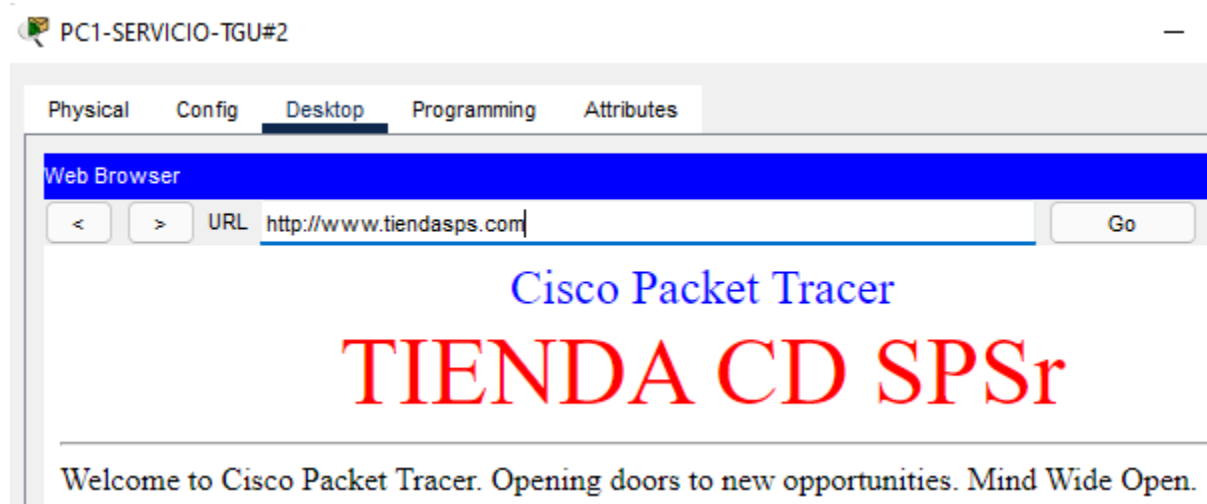 PC1-SERVICIO-TGU#2
Physical Config Desktop Programming Attributes
Web Browser
< > URL http://www.tiendasps.com Go
Cisco Packet Tracer
TIENDA CD SPSr
Welcome to Cisco Packet Tracer. Opening doors to new opportunities. Mind Wide Open.